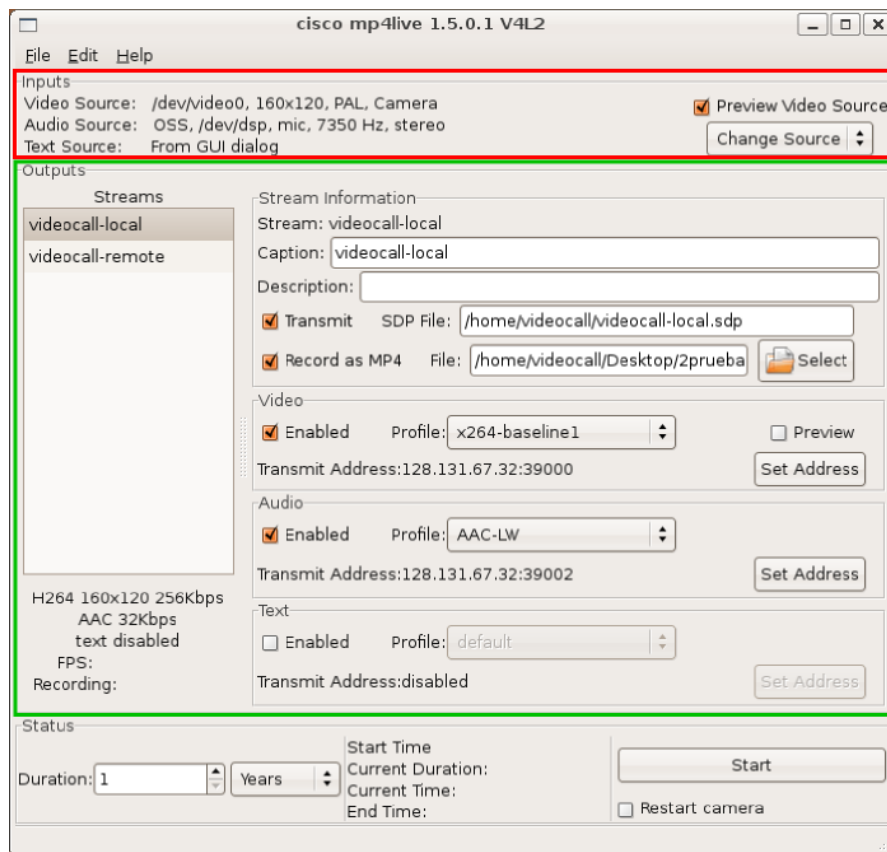 cisco mp4live 1.5.0.1 V4L2
File Edit Help
Inputs
Video Source: /dev/video0, 160x120, PAL, Camera
Audio Source: OSS, /dev/dsp, mic, 7350 Hz, stereo
Text Source: From GUI dialog
Preview Video Source
Change Source
Outputs
Streams
videocall-local
videocall-remote
H264 160x120 256Kbps
AAC 32Kbps
text disabled
FPS:
Recording:
Stream Information
Stream: videocall-local
Caption: videocall-local
Description:
Transmit SDP File: /home/videocall/videocall-local.sdp
Record as MP4 File: /home/videocall/Desktop/2prueba Select
Video
Enabled Profile: x264-baseline1 Preview
Transmit Address:128.131.67.32:39000 Set Address
Audio
Enabled Profile: AAC-LW
Transmit Address:128.131.67.32:39002 Set Address
Text
Enabled Profile: default
Transmit Address:disabled Set Address
Status
Duration: 1 Years
Start Time
Current Duration:
Current Time:
End Time:
Start
Restart camera